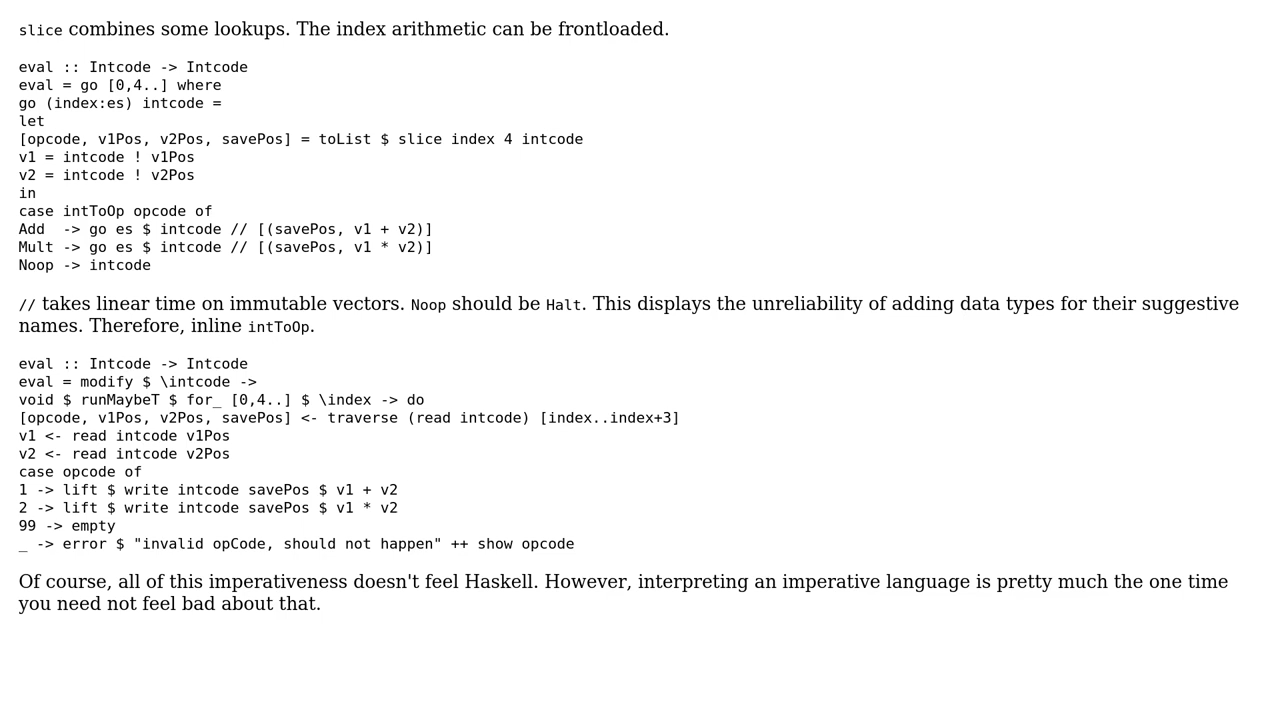 slice combines some lookups. The index arithmetic can be frontloaded.
eval :: Intcode -> Intcode
eval = go [0,4..] where
go (index:es) intcode =
let
[opcode, v1Pos, v2Pos, savePos] = toList $ slice index 4 intcode
v1 = intcode ! v1Pos
v2 = intcode ! v2Pos
in
case intToOp opcode of
Add  -> go es $ intcode // [(savePos, v1 + v2)]
Mult -> go es $ intcode // [(savePos, v1 * v2)]
Noop -> intcode
// takes linear time on immutable vectors. Noop should be Halt. This displays the unreliability of adding data types for their suggestive
names. Therefore, inline intToOp.
eval :: Intcode -> Intcode
eval = modify $ \intcode ->
void $ runMaybeT $ for_ [0,4..] $ \index -> do
[opcode, v1Pos, v2Pos, savePos] <- traverse (read intcode) [index..index+3]
v1 <- read intcode v1Pos
v2 <- read intcode v2Pos
case opcode of
1 -> lift $ write intcode savePos $ v1 + v2
2 -> lift $ write intcode savePos $ v1 * v2
99 -> empty
_ -> error $ "invalid opCode, should not happen" ++ show opcode
Of course, all of this imperativeness doesn't feel Haskell. However, interpreting an imperative language is pretty much the one time
you need not feel bad about that.